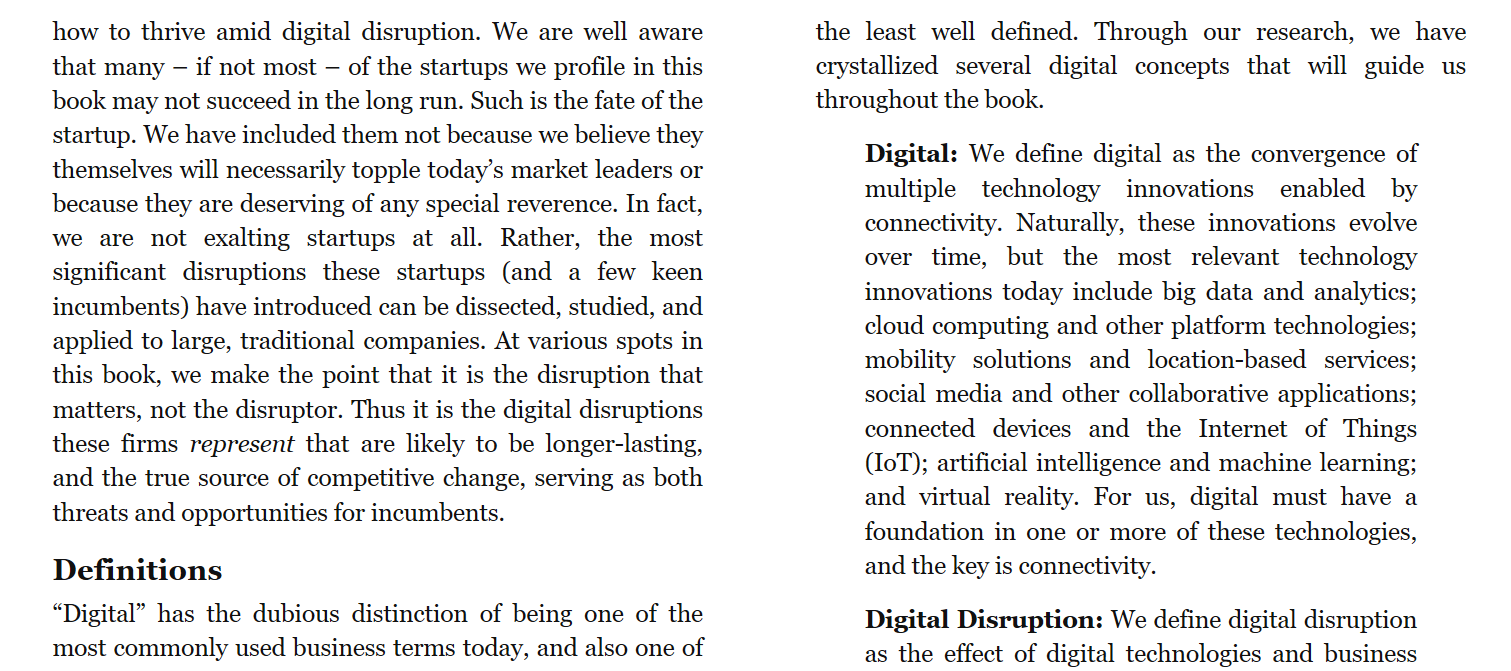 how to thrive amid digital disruption. We are well aware
that many – if not most – of the startups we profile in this
book may not succeed in the long run. Such is the fate of the
startup. We have included them not because we believe they
themselves will necessarily topple today’s market leaders or
because they are deserving of any special reverence. In fact,
we are not exalting startups at all. Rather, the most
significant disruptions these startups (and a few keen
incumbents) have introduced can be dissected, studied, and
applied to large, traditional companies. At various spots in
this book, we make the point that it is the disruption that
matters, not the disruptor. Thus it is the digital disruptions
these firms represent that are likely to be longer-lasting,
and the true source of competitive change, serving as both
threats and opportunities for incumbents.
Definitions
“Digital” has the dubious distinction of being one of the
most commonly used business terms today, and also one of
the least well defined. Through our research, we have
crystallized several digital concepts that will guide us
throughout the book.
Digital: We define digital as the convergence of
multiple technology innovations enabled by
connectivity. Naturally, these innovations evolve
over time, but the most relevant technology
innovations today include big data and analytics;
cloud computing and other platform technologies;
mobility solutions and location-based services;
social media and other collaborative applications;
connected devices and the Internet of Things
(IoT); artificial intelligence and machine learning;
and virtual reality. For us, digital must have a
foundation in one or more of these technologies,
and the key is connectivity.
Digital Disruption: We define digital disruption
as the effect of digital technologies and business